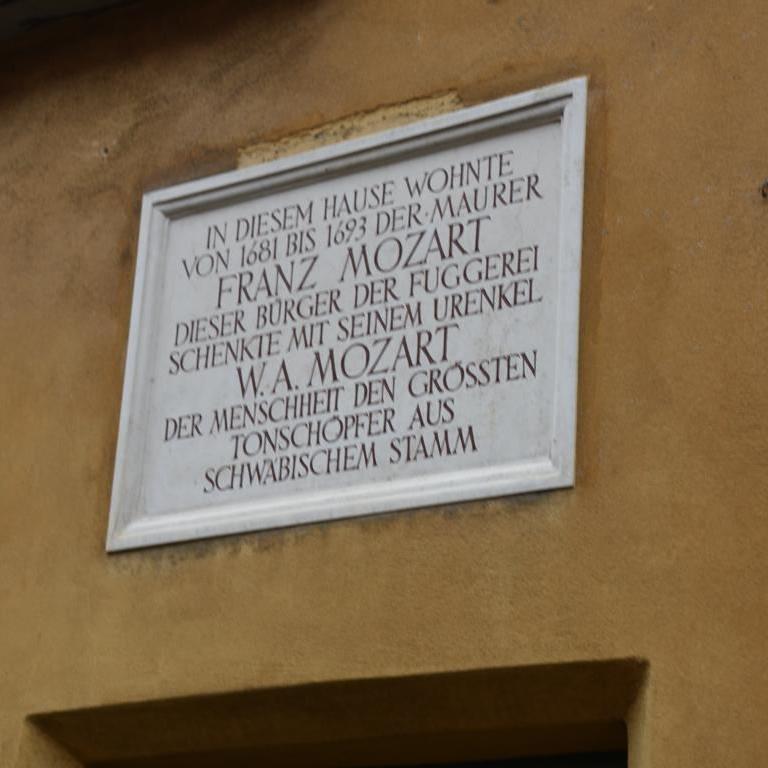 IN DIESEM HAUSE WOHNTE
VON 1681 BIS 1693 DER MAURER
FRANZ MOZART
DIESER BÜRGER DER FUGGEREI
SCHENKTE MIT SEINEM URENKEL
W. A. MOZART
DER MENSCHHEIT DEN GRÖSSTEN
TONSCHÖPFER AUS
SCHWÄBISCHEM STAMM